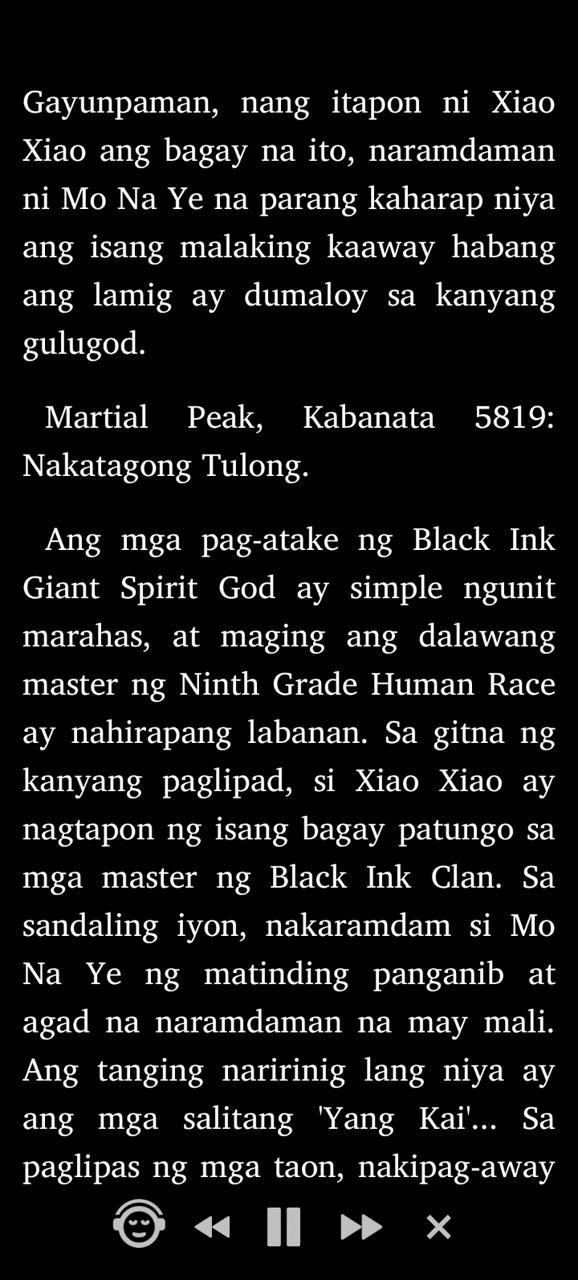 Gayunpaman, nang itapon ni Xiao
Xiao ang bagay na ito, naramdaman
ni Mo Na Ye na parang kaharap niya
ang isang malaking kaaway habang
ang lamig ay dumaloy sa kanyang
gulugod.
Martial Peak, Kabanata 5819:
Nakatagong Tulong.
Ang mga pag-atake ng Black Ink
Giant Spirit God ay simple ngunit
marahas, at maging ang dalawang
master ng Ninth Grade Human Race
ay nahirapang labanan. Sa gitna ng
kanyang paglipad, si Xiao Xiao ay
nagtapon ng isang bagay patungo sa
mga master ng Black Ink Clan. Sa
sandaling iyon, nakaramdam si Mo
Na Ye ng matinding panganib at
agad na naramdaman na may mali.
Ang tanging naririnig lang niya ay
ang mga salitang 'Yang Kai'... Sa
paglipas ng mga taon, nakipag-away